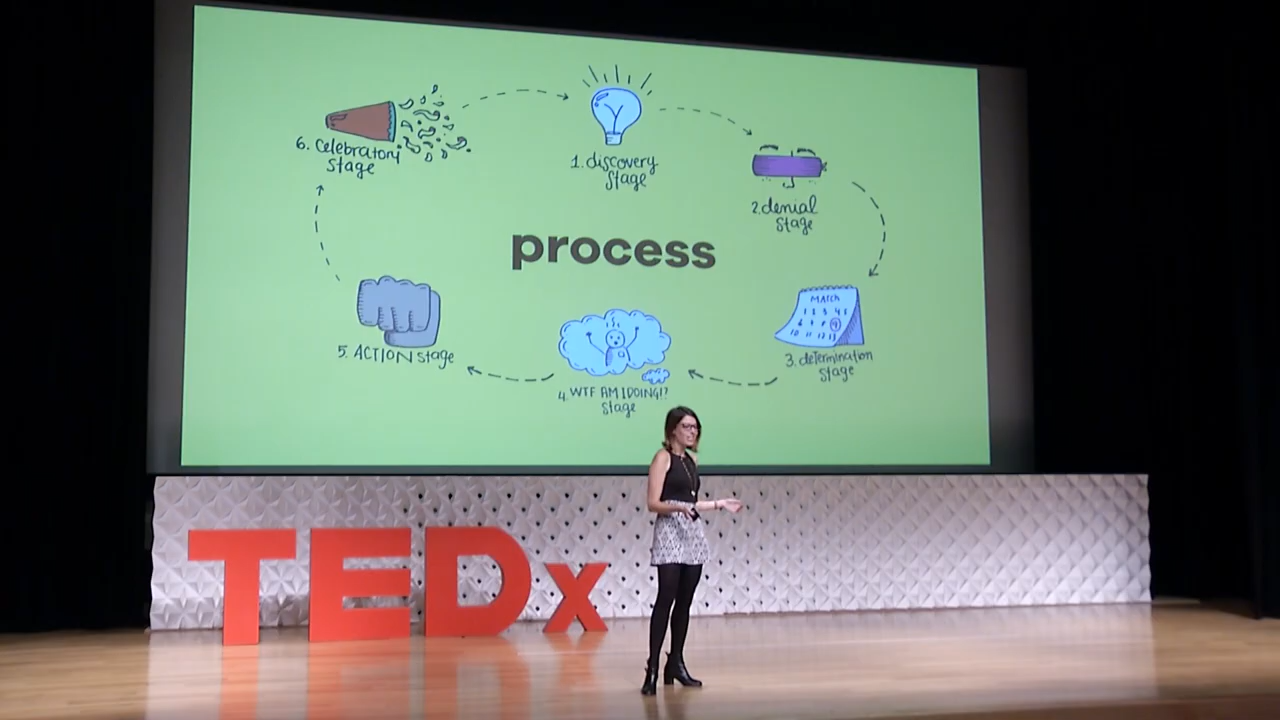 1. discovery
stage
2. denial
stage
3. determination
stage
MARCH
4. WTF AM I DOING!?
stage
5. ACTION stage
6. celebratory
stage
process
TEDx